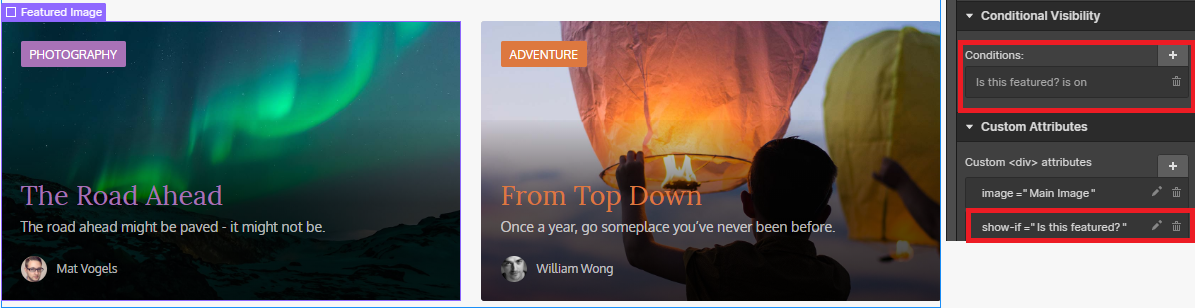 Featured Image
PHOTOGRAPHY
The Road Ahead
The road ahead might be paved - it might not be.
Mat Vogels
ADVENTURE
From Top Down
Once a year, go someplace you’ve never been before.
William Wong
Conditional Visibility
Conditions:
+
Is this featured? is on
Custom Attributes
Custom <div> attributes
+
image =" Main Image"
show-if =" Is this featured? "